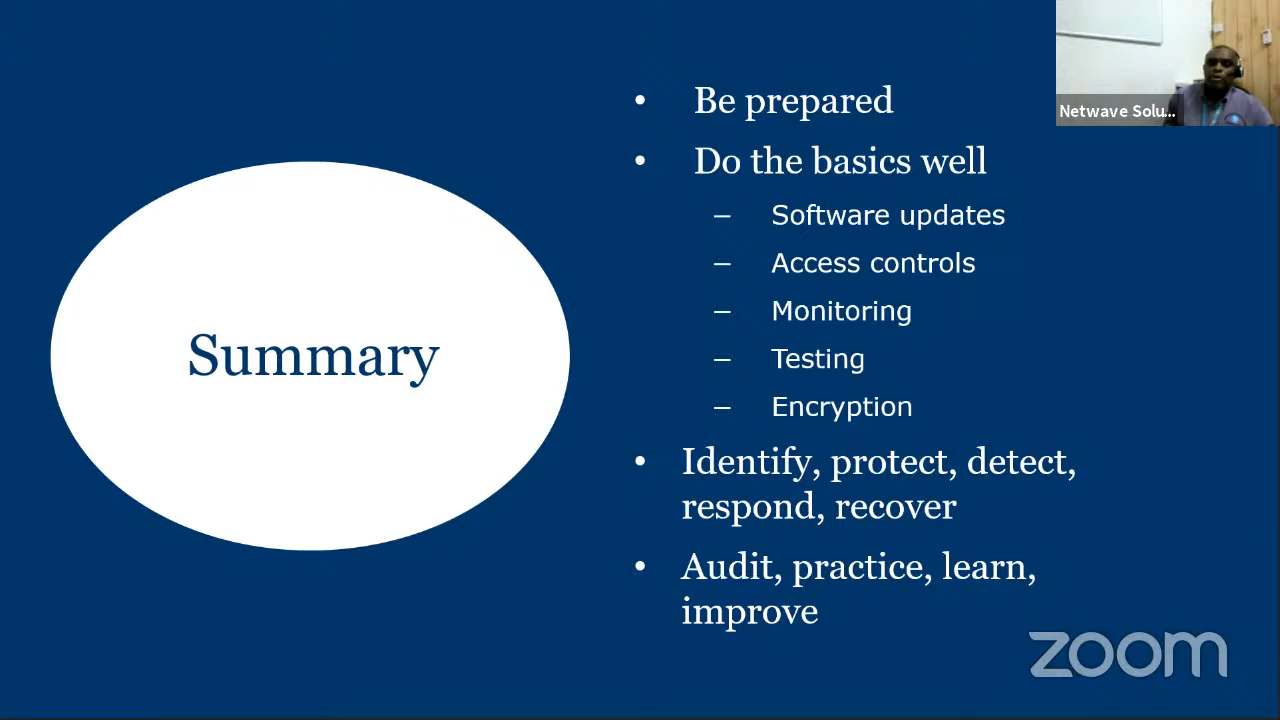 Summary
• Be prepared
• Do the basics well
– Software updates
– Access controls
– Monitoring
– Testing
– Encryption
• Identify, protect, detect,
respond, recover
• Audit, practice, learn,
improve
Netwave Solu...
zoom